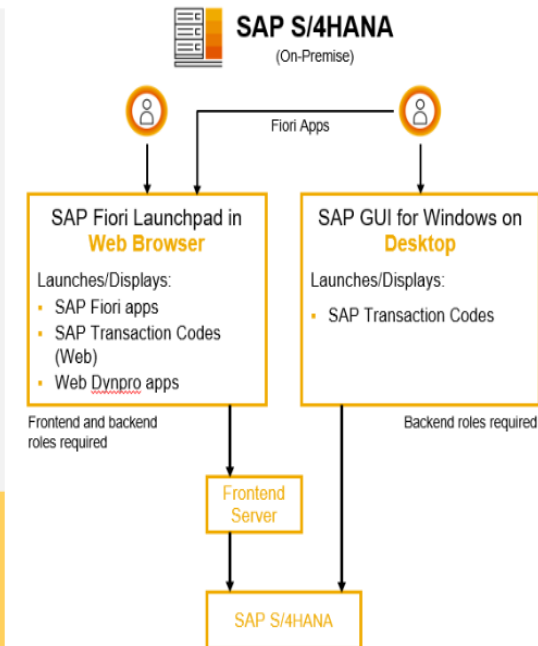 SAP S/4HANA
(On-Premise)
Fiori Apps
SAP Fiori Launchpad in
Web Browser
Launches/Displays:
▪ SAP Fiori apps
▪ SAP Transaction Codes
(Web)
▪ Web Dynpro apps
Frontend and backend
roles required
SAP GUI for Windows on
Desktop
Launches/Displays:
▪ SAP Transaction Codes
Backend roles required
Frontend
Server
SAP S/4HANA